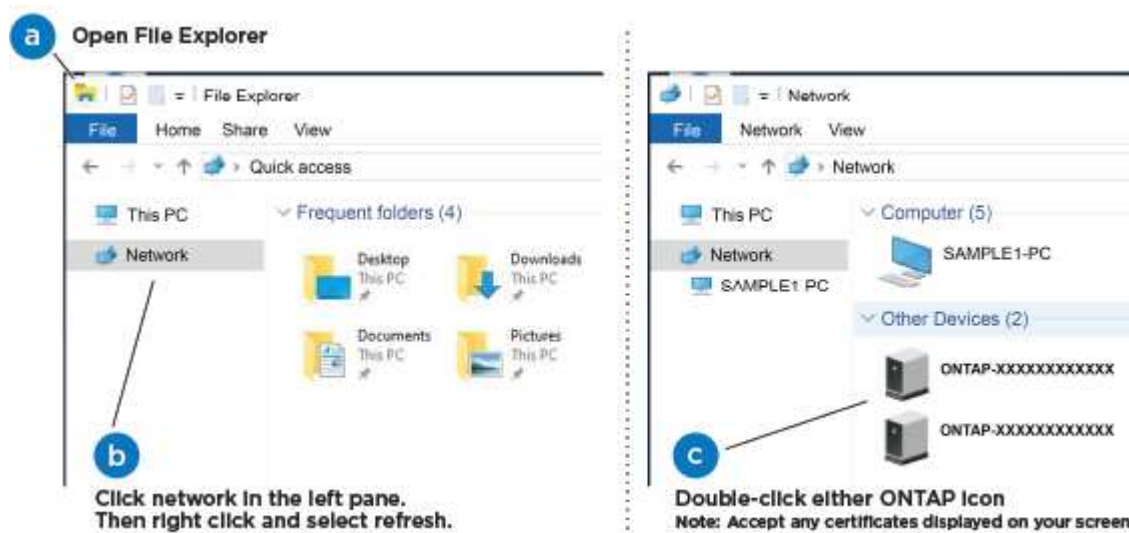 a Open File Explorer
File Explorer
File Home Share View
Quick access
This PC
Network
Frequent folders (4)
Desktop
This PC
Downloads
This PC
Documents
This PC
Pictures
This PC
b
Click network in the left pane.
Then right click and select refresh.
Network
File Network View
Network
This PC
Network
SAMPLE1 PC
Computer (5)
SAMPLE1-PC
Other Devices (2)
ONTAP-XXXXXXXXXXXX
ONTAP-XXXXXXXXXXXX
c
Double-click either ONTAP icon
Note: Accept any certificates displayed on your screen